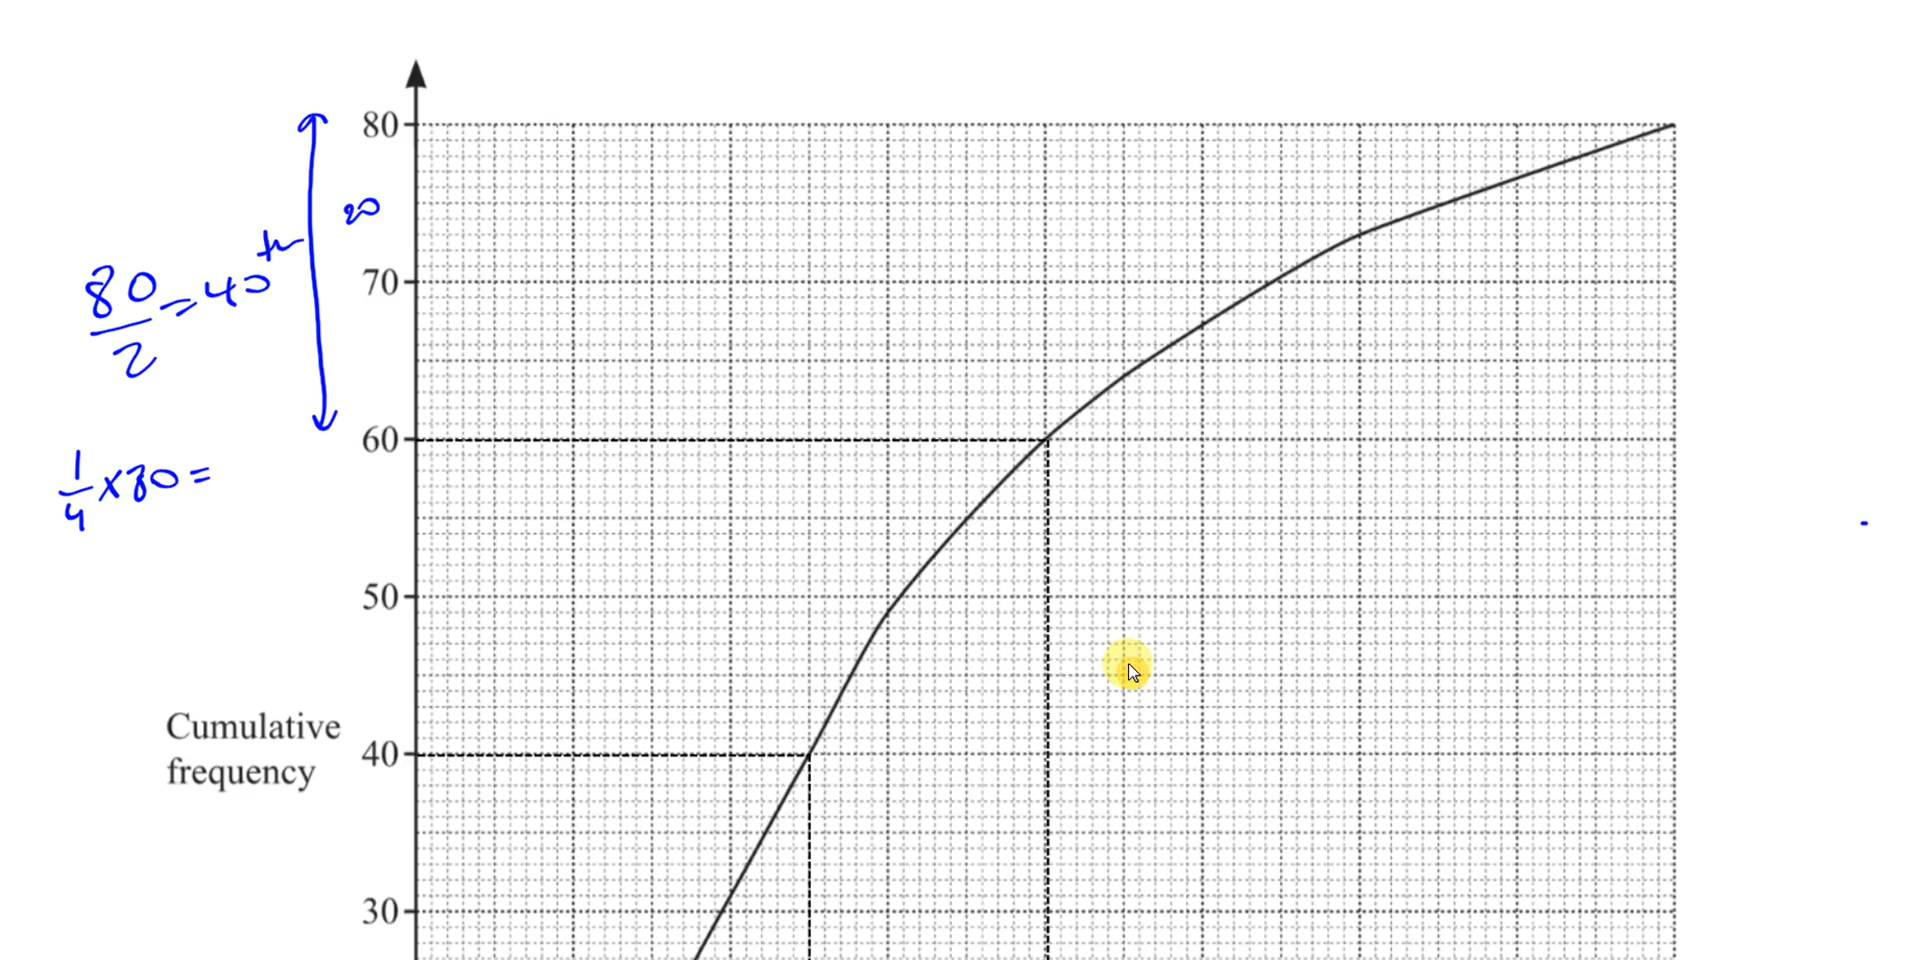 80
20
80/2 = 40th
70
60
1/4 × 80 =
50
Cumulative
frequency
40
30